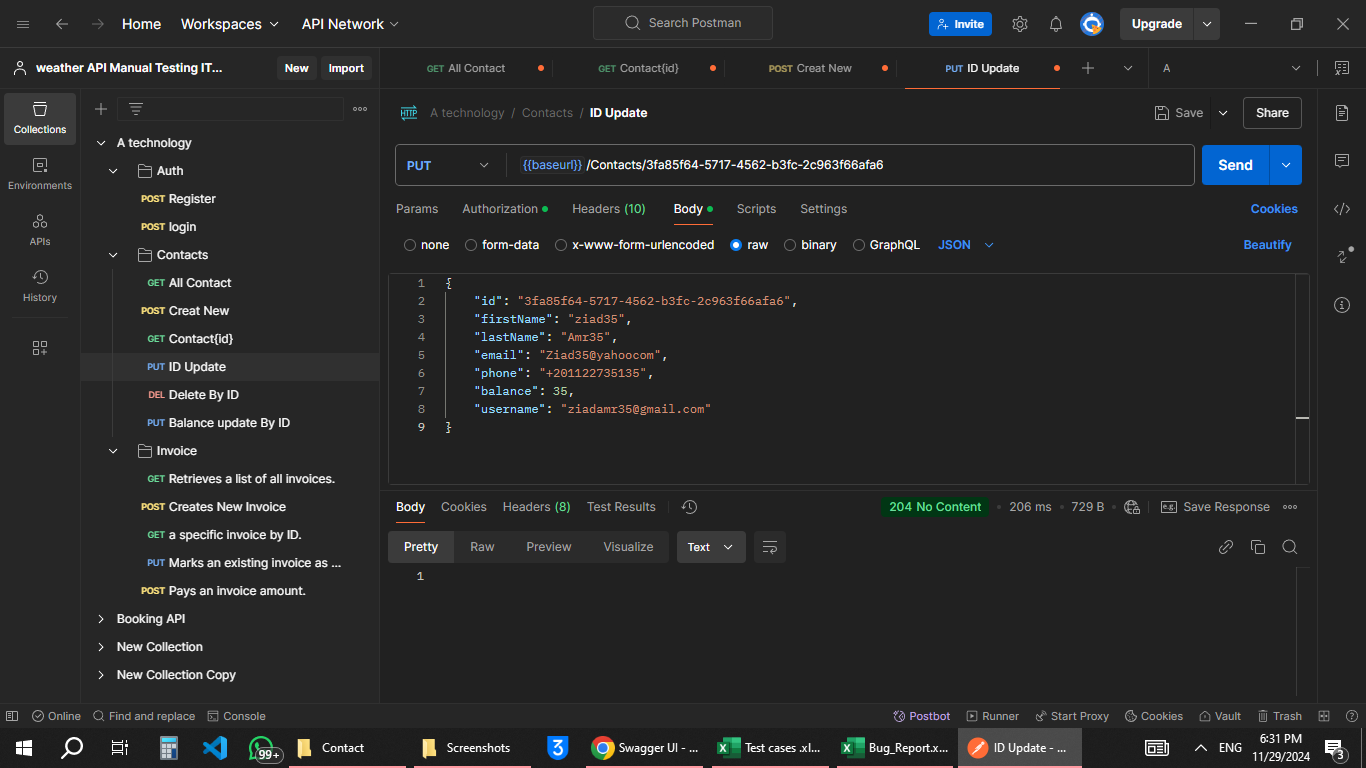 Home Workspaces API Network Search Postman Invite Upgrade
weather API Manual Testing IT... New Import GET All Contact GET Contact{id} POST Creat New PUT ID Update A
Collections
Environments
APIs
History
A technology
Auth
POST Register
POST login
Contacts
GET All Contact
POST Creat New
GET Contact{id}
PUT ID Update
DEL Delete By ID
PUT Balance update By ID
Invoice
GET Retrieves a list of all invoices.
POST Creates New Invoice
GET a specific invoice by ID.
PUT Marks an existing invoice as ...
POST Pays an invoice amount.
Booking API
New Collection
New Collection Copy
HTTP A technology / Contacts / ID Update Save Share
PUT {{baseurl}} /Contacts/3fa85f64-5717-4562-b3fc-2c963f66afa6 Send
Params Authorization Headers (10) Body Scripts Settings Cookies
none form-data x-www-form-urlencoded raw binary GraphQL JSON Beautify
1 {
2 "id": "3fa85f64-5717-4562-b3fc-2c963f66afa6",
3 "firstName": "ziad35",
4 "lastName": "Amr35",
5 "email": "Ziad35@yahoocom",
6 "phone": "+201122735135",
7 "balance": 35,
8 "username": "ziadamr35@gmail.com"
9 }
Body Cookies Headers (8) Test Results 204 No Content 206 ms 729 B e.g. Save Response
Pretty Raw Preview Visualize Text
1
Online Find and replace Console Postbot Runner Start Proxy Cookies Vault Trash
99+ Contact Screenshots 3 Swagger UI - ... Test cases .xl... Bug_Report.x... ID Update - ... ENG 6:31 PM
11/29/2024 3